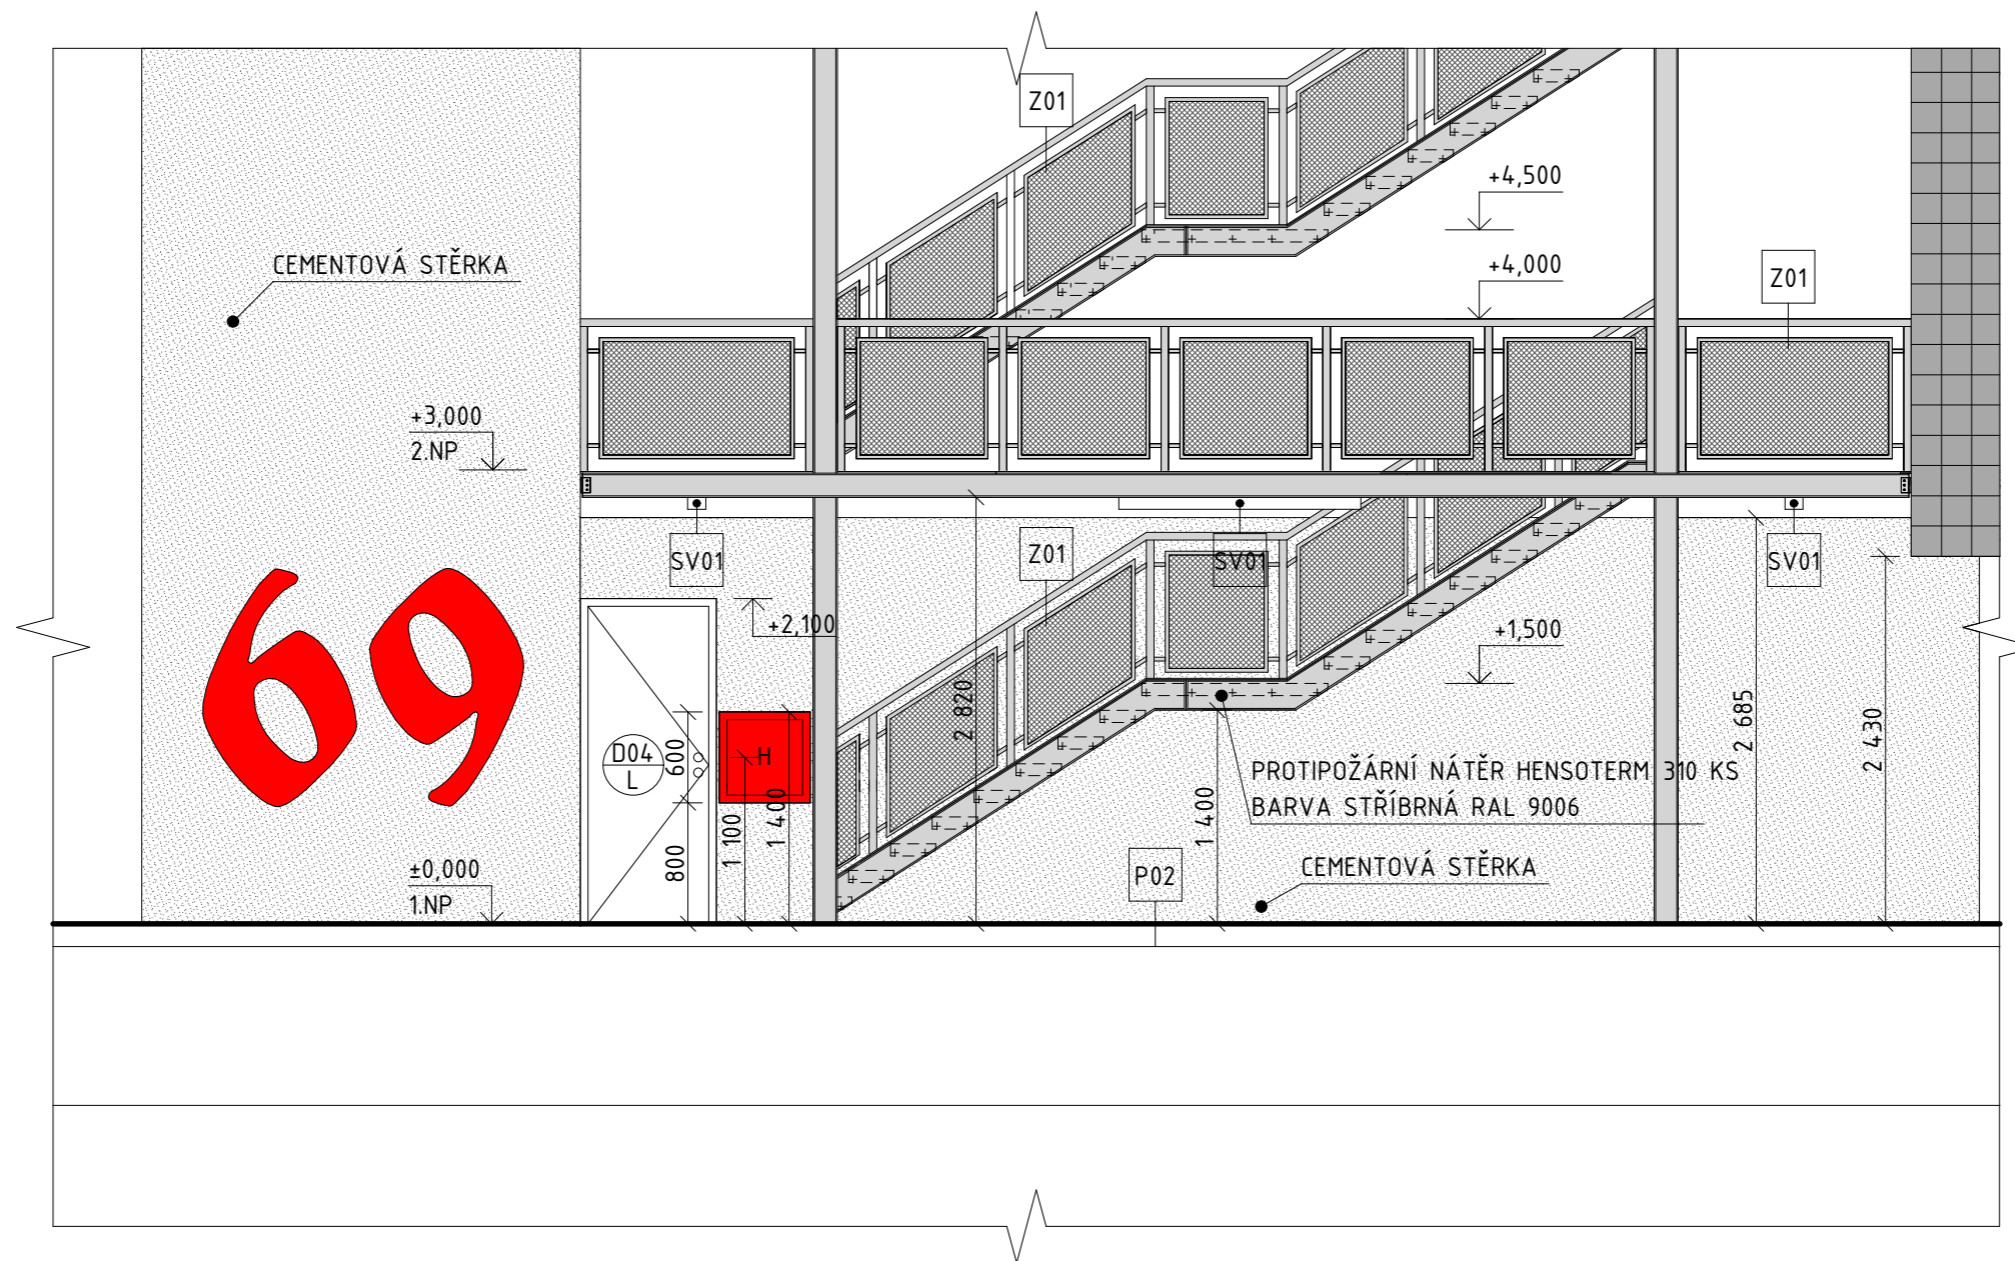 Z01
+4,500
CEMENTOVÁ STĚRKA
+4,000
Z01
+3,000
2.NP
SV01
Z01
SV01
SV01
69
+2,100
+1,500
2 820
2 685
2 430
D04
L
600
H
PROTIPOŽÁRNÍ NÁTĚR HENSOTERM 310 KS
BARVA STŘÍBRNÁ RAL 9006
1 400
1 100
1 400
800
±0,000
1.NP
P02
CEMENTOVÁ STĚRKA